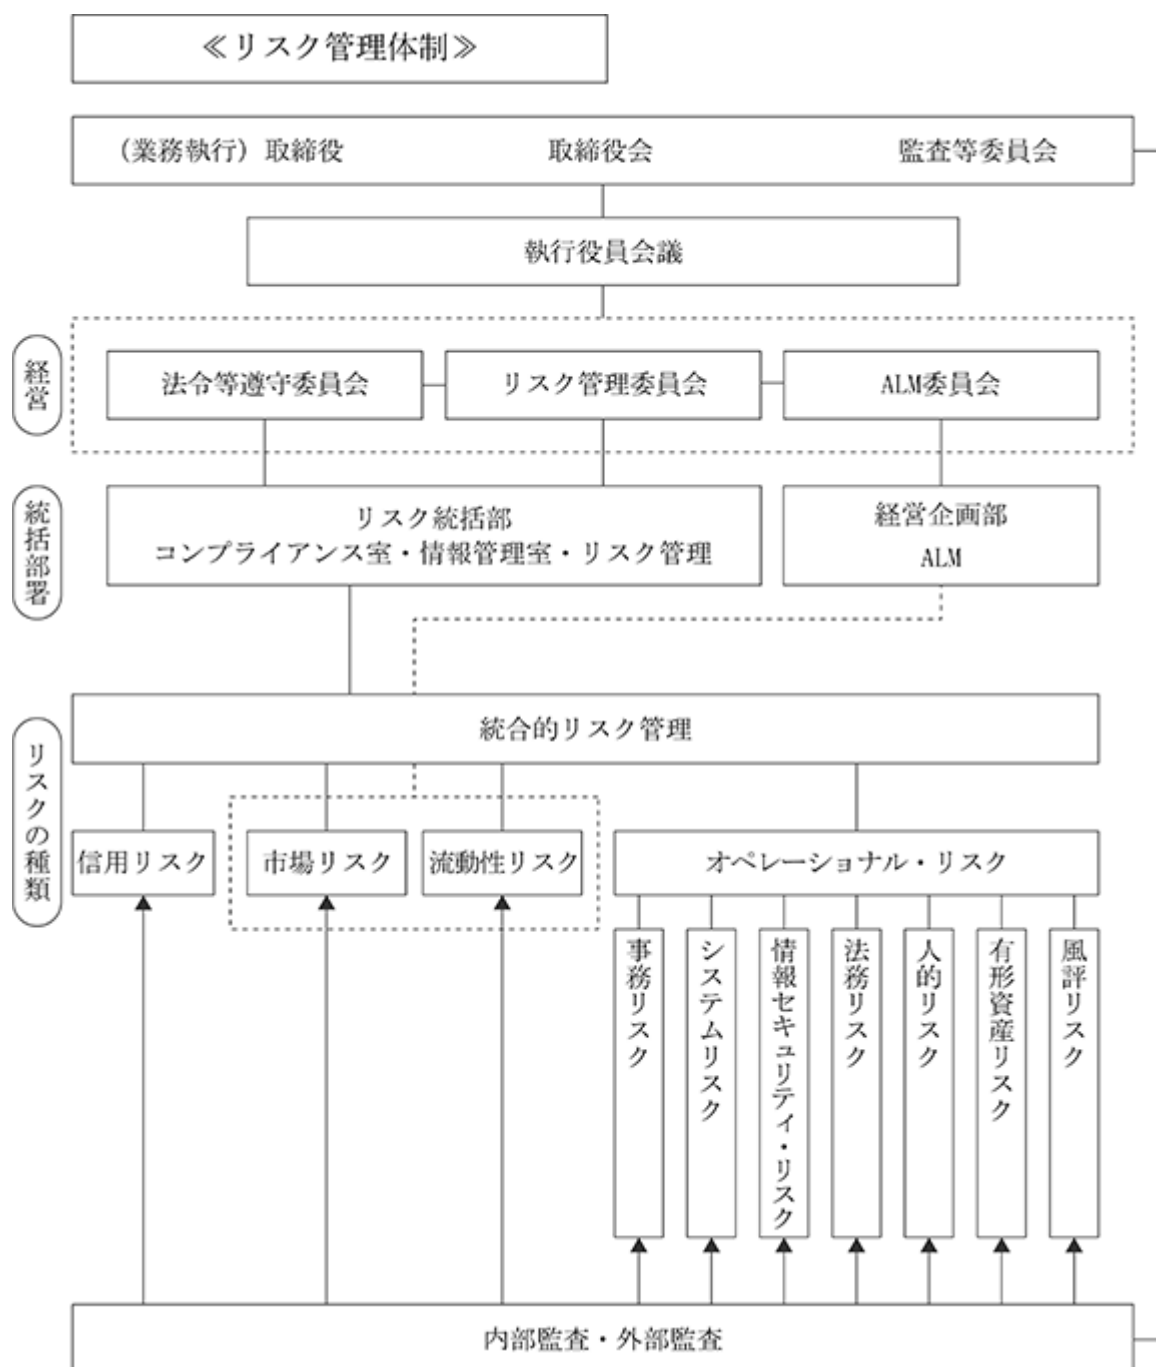 ≪リスク管理体制≫
(業務執行)取締役 取締役会 監査等委員会
執行役員会議
経営
法令等遵守委員会 リスク管理委員会 ALM委員会
統括部署
リスク統括部
コンプライアンス室・情報管理室・リスク管理
経営企画部
ALM
リスクの種類
統合的リスク管理
信用リスク 市場リスク 流動性リスク オペレーショナル・リスク
事務リスク
システムリスク
情報セキュリティ・リスク
法務リスク
人的リスク
有形資産リスク
風評リスク
内部監査・外部監査